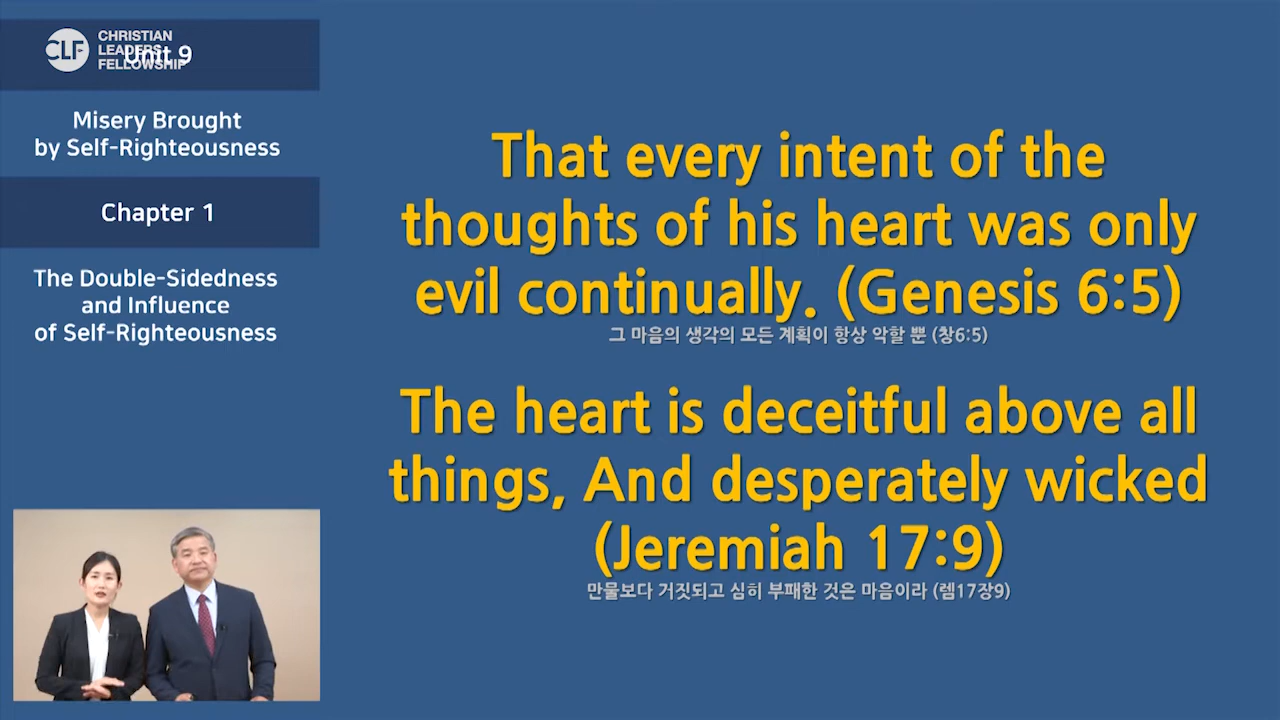 CHRISTIAN
LEADERS
FELLOWSHIP
CLF
Unit 9
Misery Brought
by Self-Righteousness
Chapter 1
The Double-Sidedness
and Influence
of Self-Righteousness
That every intent of the
thoughts of his heart was only
evil continually. (Genesis 6:5)
그 마음의 생각의 모든 계획이 항상 악할 뿐 (창6:5)
The heart is deceitful above all
things, And desperately wicked
(Jeremiah 17:9)
만물보다 거짓되고 심히 부패한 것은 마음이라 (렘17장9)